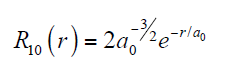 R₁₀(r) = 2a₀^(-3/2) e^(-r/a₀)